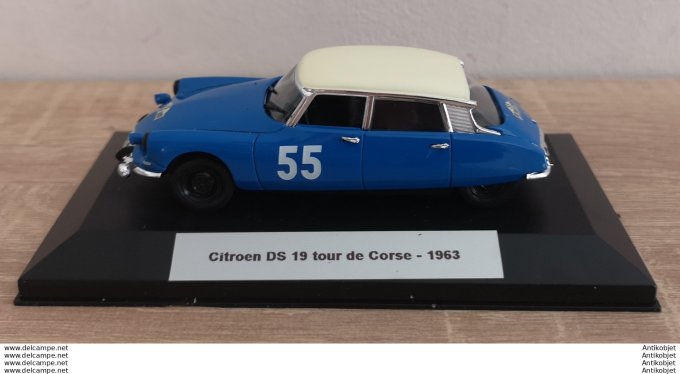 55
Citroen DS 19 tour de Corse - 1963
www.delcampe.net
www.delcampe.net
www.delcampe.net
Antikobjet
Antikobjet
Antikobjet